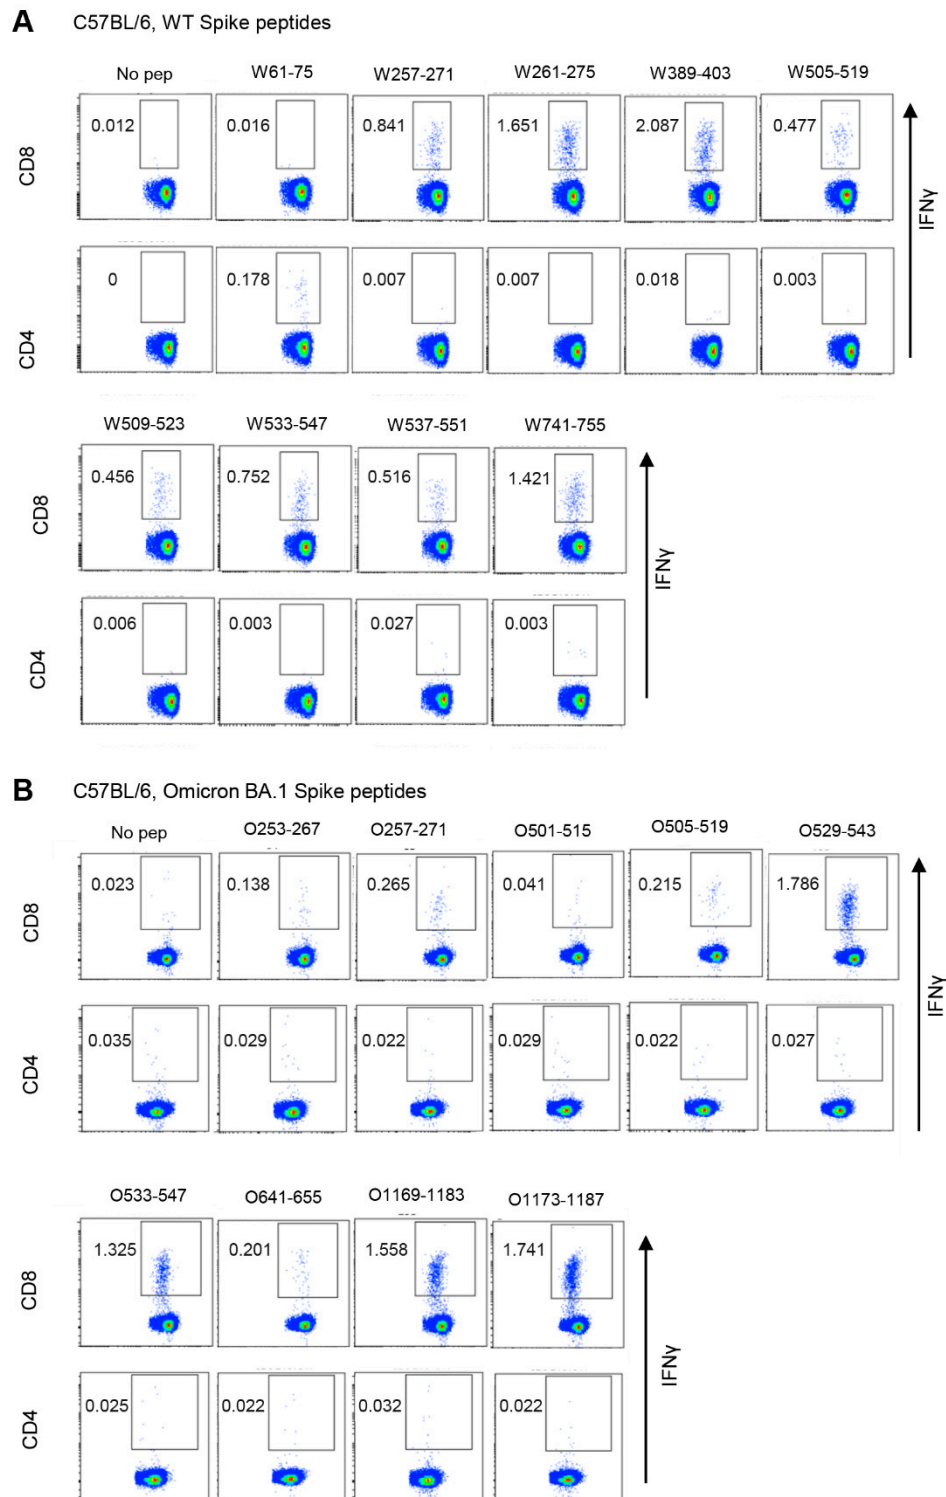 A C57BL/6, WT Spike peptides
No pep W61-75 W257-271 W261-275 W389-403 W505-519
CD8 0.012 0.016 0.841 1.651 2.087 0.477
IFNγ
CD4 0 0.178 0.007 0.007 0.018 0.003
W509-523 W533-547 W537-551 W741-755
CD8 0.456 0.752 0.516 1.421
IFNγ
CD4 0.006 0.003 0.027 0.003
B C57BL/6, Omicron BA.1 Spike peptides
No pep O253-267 O257-271 O501-515 O505-519 O529-543
CD8 0.023 0.138 0.265 0.041 0.215 1.786
IFNγ
CD4 0.035 0.029 0.022 0.029 0.022 0.027
O533-547 O641-655 O1169-1183 O1173-1187
CD8 1.325 0.201 1.558 1.741
IFNγ
CD4 0.025 0.022 0.032 0.022